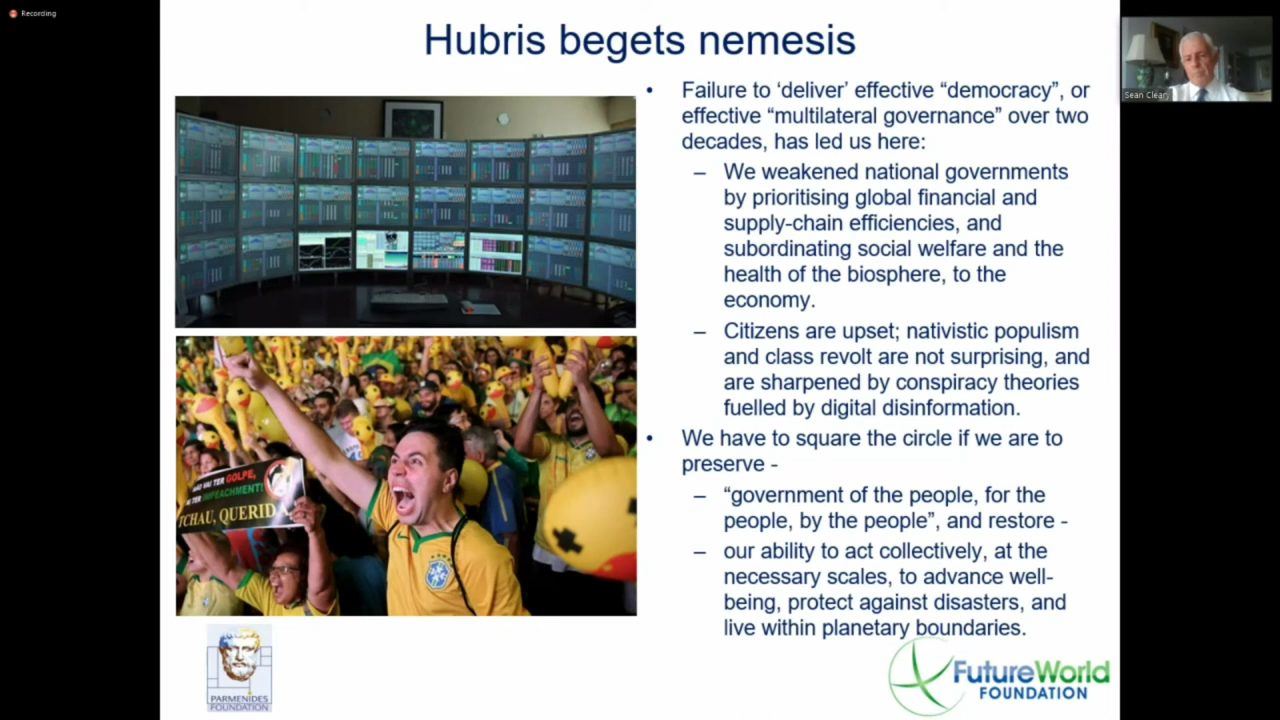 Recording
Hubris begets nemesis
Sean Cleary
• Failure to ‘deliver’ effective “democracy”, or
effective “multilateral governance” over two
decades, has led us here:
– We weakened national governments
by prioritising global financial and
supply-chain efficiencies, and
subordinating social welfare and the
health of the biosphere, to the
economy.
– Citizens are upset; nativistic populism
and class revolt are not surprising, and
are sharpened by conspiracy theories
fuelled by digital disinformation.
• We have to square the circle if we are to
preserve -
– “government of the people, for the
people, by the people”, and restore -
– our ability to act collectively, at the
necessary scales, to advance well-
being, protect against disasters, and
live within planetary boundaries.
VAI TER GOLPE,
TER IMPEACHMENT!
TCHAU, QUERID
PARMENIDES
FOUNDATION
FutureWorld
FOUNDATION